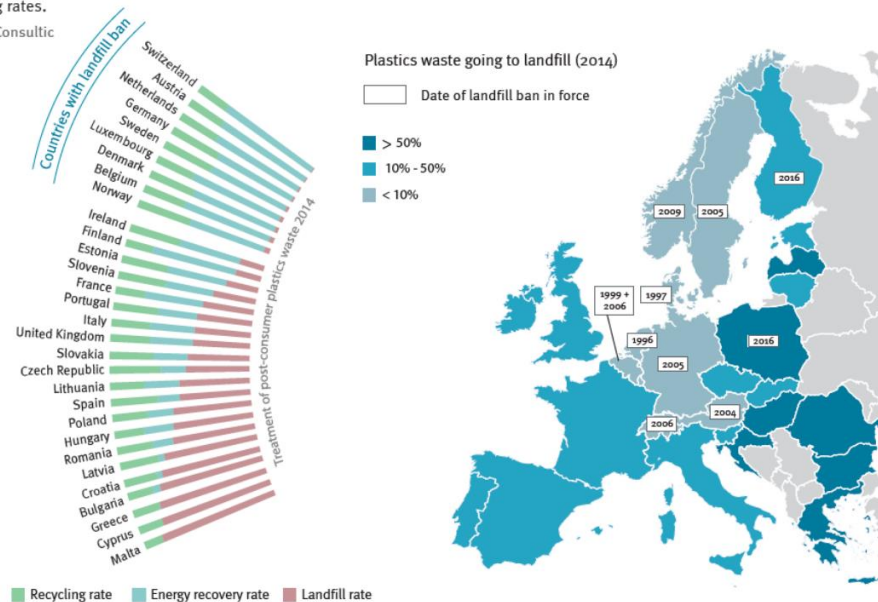 g rates.
Consultic
Countries with landfill ban
Switzerland
Austria
Netherlands
Germany
Sweden
Luxembourg
Denmark
Belgium
Norway
Ireland
Finland
Estonia
Slovenia
France
Portugal
Italy
United Kingdom
Slovakia
Czech Republic
Lithuania
Spain
Poland
Hungary
Romania
Latvia
Croatia
Bulgaria
Greece
Cyprus
Malta
Treatment of post-consumer plastics waste 2014
Recycling rate
Energy recovery rate
Landfill rate
Plastics waste going to landfill (2014)
Date of landfill ban in force
> 50%
10% - 50%
< 10%
2016
2009
2005
1999 +
2006
1997
1996
2005
2016
2006
2004